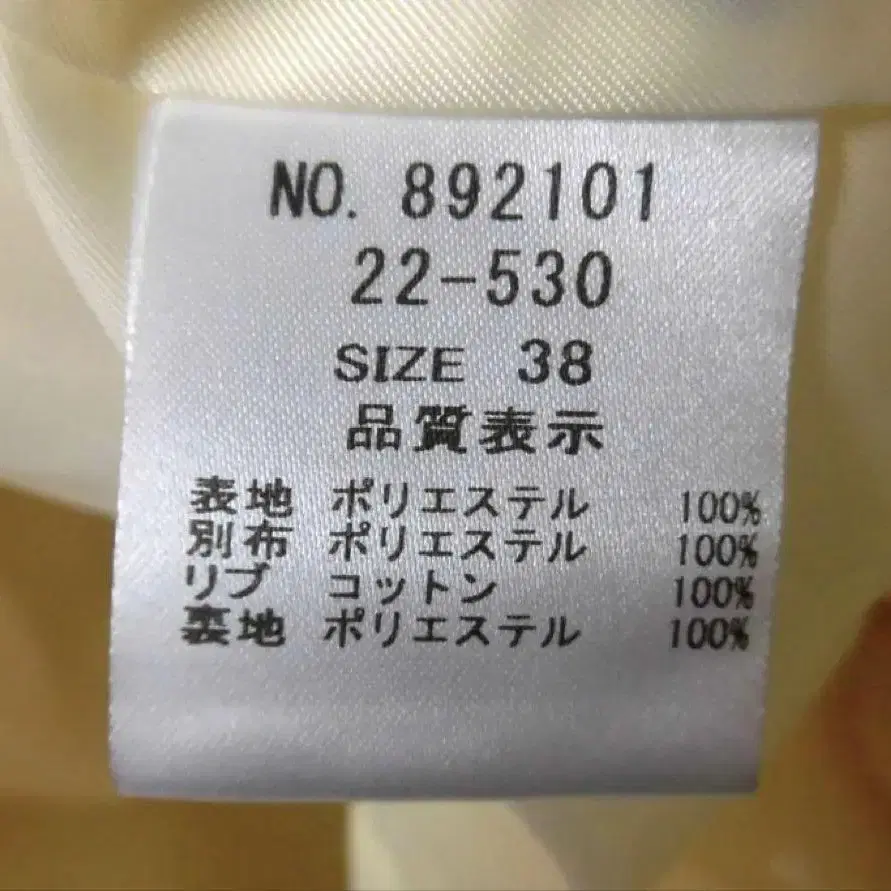 NO. 892101
22-530
SIZE 38
品質表示
表地 ポリエステル 100%
別布 ポリエステル 100%
リブ コットン 100%
裏地 ポリエステル 100%